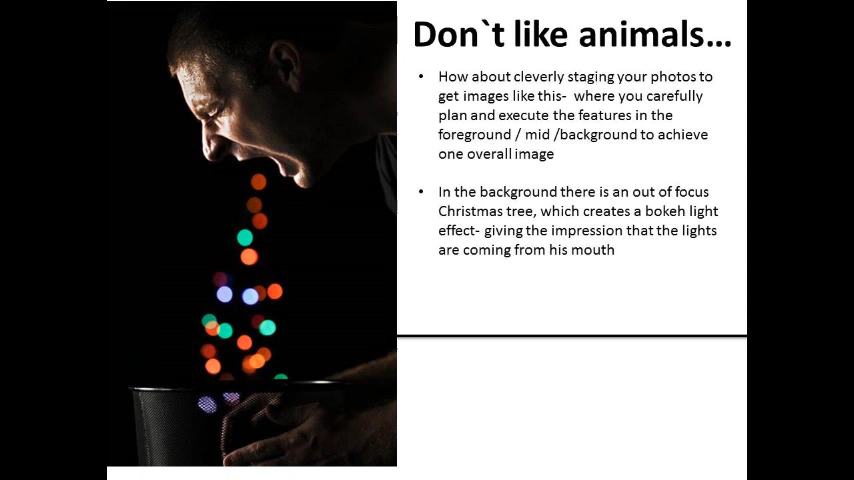 Don`t like animals…
• How about cleverly staging your photos to
get images like this-  where you carefully
plan and execute the features in the
foreground / mid /background to achieve
one overall image
• In the background there is an out of focus
Christmas tree, which creates a bokeh light
effect- giving the impression that the lights
are coming from his mouth